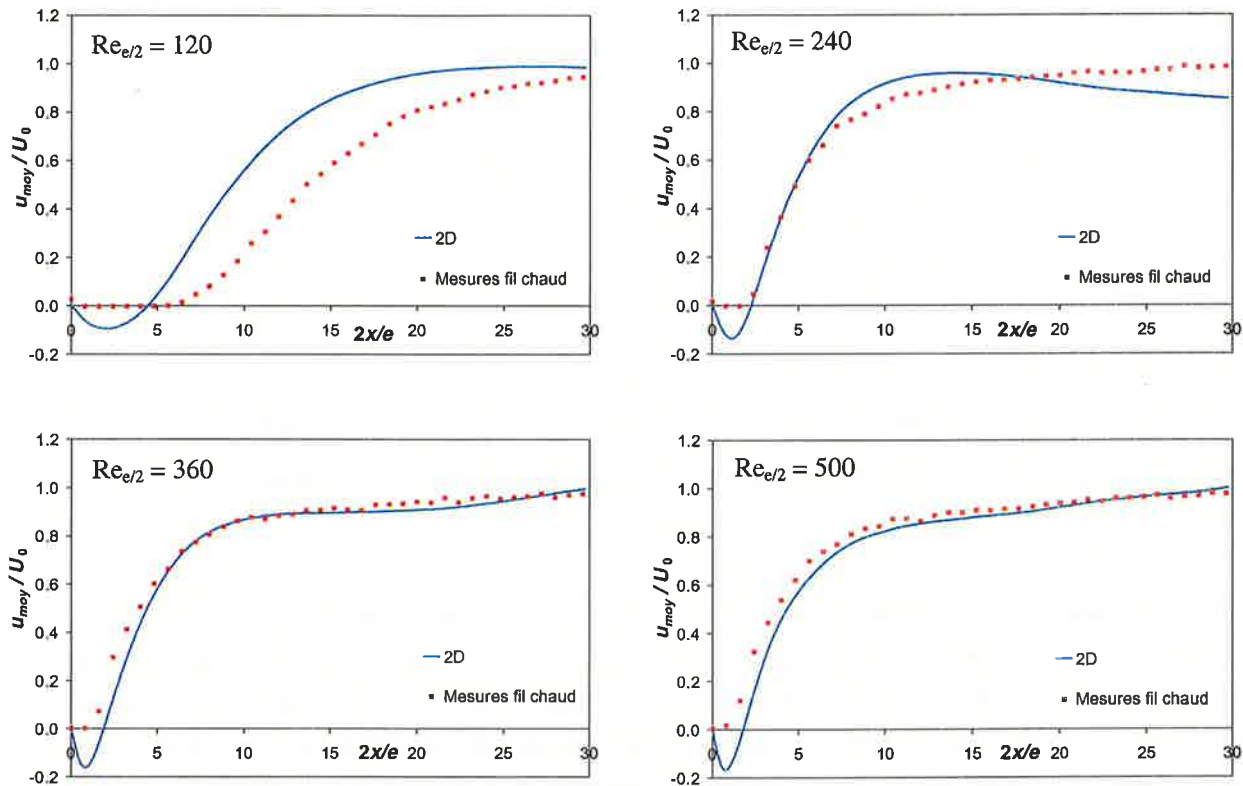 Re_e/2 = 120
1.2
1.0
0.8
0.6
0.4
0.2
0.0
-0.2
u_moy / U_0
0 5 10 15 20 25 30
2x/e
2D
Mesures fil chaud
Re_e/2 = 240
1.2
1.0
0.8
0.6
0.4
0.2
0.0
-0.2
u_moy / U_0
0 5 10 15 20 25 30
2x/e
2D
Mesures fil chaud
Re_e/2 = 360
1.2
1.0
0.8
0.6
0.4
0.2
0.0
-0.2
u_moy / U_0
0 5 10 15 20 25 30
2x/e
2D
Mesures fil chaud
Re_e/2 = 500
1.2
1.0
0.8
0.6
0.4
0.2
0.0
-0.2
u_moy / U_0
0 5 10 15 20 25 30
2x/e
2D
Mesures fil chaud